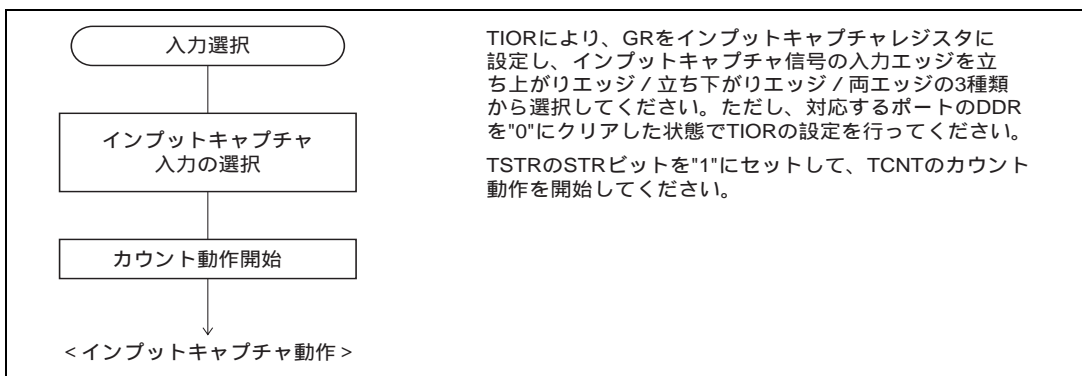 入力選択
インプットキャプチャ
入力の選択
カウント動作開始
<インプットキャプチャ動作>
TIORにより、GRをインプットキャプチャレジスタに
設定し、インプットキャプチャ信号の入力エッジを立
ち上がりエッジ/立ち下がりエッジ/両エッジの3種類
から選択してください。ただし、対応するポートのDDR
を"0"にクリアした状態でTIORの設定を行ってください。
TSTRのSTRビットを"1"にセットして、TCNTのカウント
動作を開始してください。